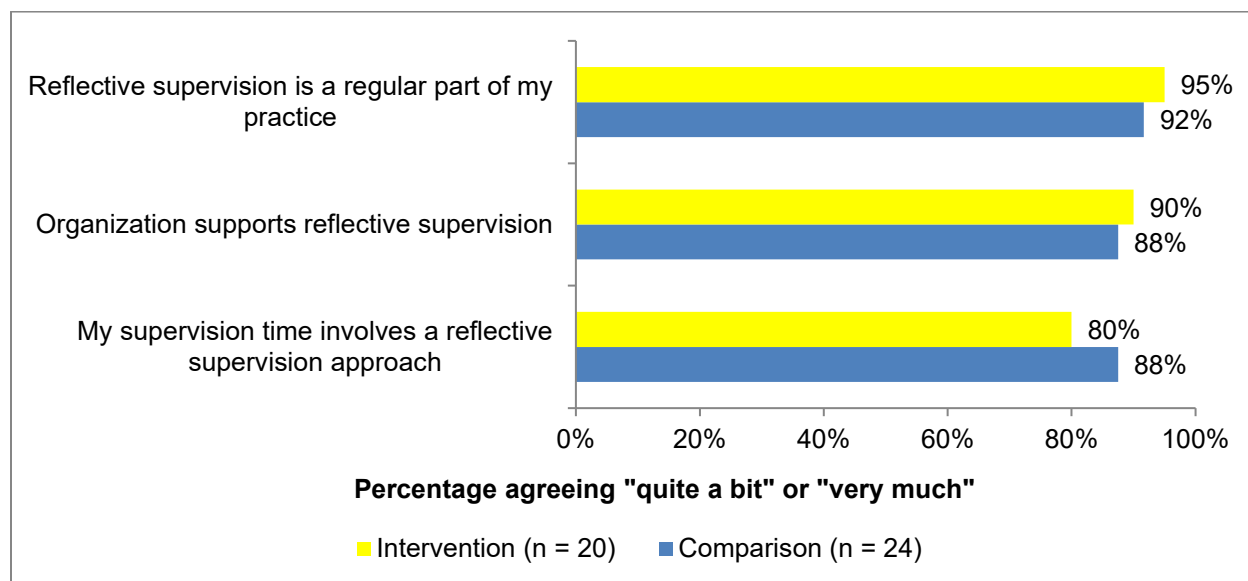 Reflective supervision is a regular part of my
practice
95%
92%
Organization supports reflective supervision
90%
88%
My supervision time involves a reflective
supervision approach
80%
88%
0% 20% 40% 60% 80% 100%
Percentage agreeing "quite a bit" or "very much"
Intervention (n = 20) Comparison (n = 24)